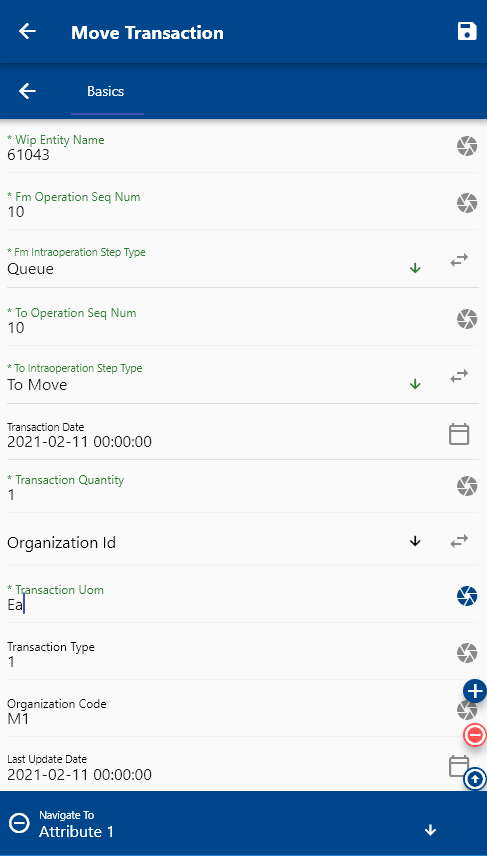 Move Transaction
Basics
* Wip Entity Name
61043
* Fm Operation Seq Num
10
* Fm Intraoperation Step Type
Queue
* To Operation Seq Num
10
* To Intraoperation Step Type
To Move
Transaction Date
2021-02-11 00:00:00
* Transaction Quantity
1
Organization Id
* Transaction Uom
Ea
Transaction Type
1
Organization Code
M1
Last Update Date
2021-02-11 00:00:00
Navigate To
Attribute 1